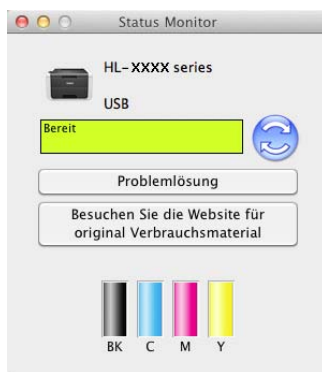 Status Monitor
HL-XXXX series
USB
Bereit
Problemlösung
Besuchen Sie die Website für
original Verbrauchsmaterial
BK C M Y